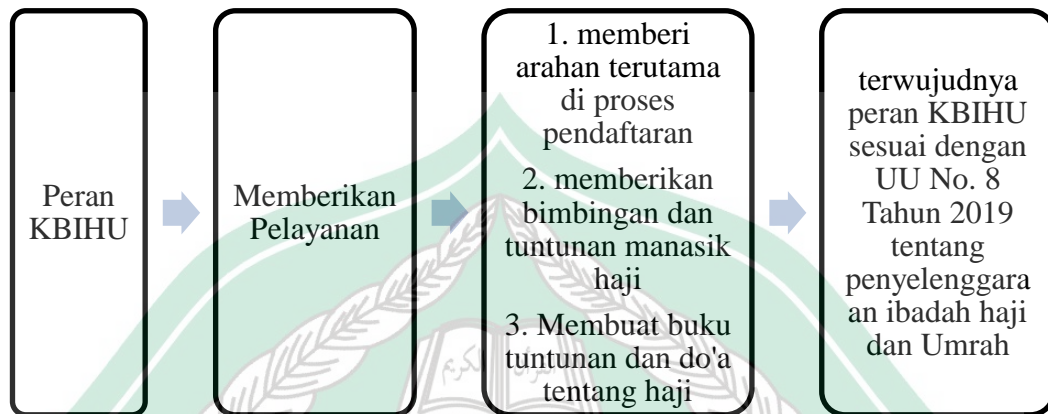 Peran
KBIHU
Memberikan
Pelayanan
1. memberi
arahan terutama
di proses
pendaftaran
2. memberikan
bimbingan dan
tuntunan manasik
haji
3. Membuat buku
tuntunan dan do'a
tentang haji
terwujudnya
peran KBIHU
sesuai dengan
UU No. 8
Tahun 2019
tentang
penyelenggara
an ibadah haji
dan Umrah
القرآن الكريم